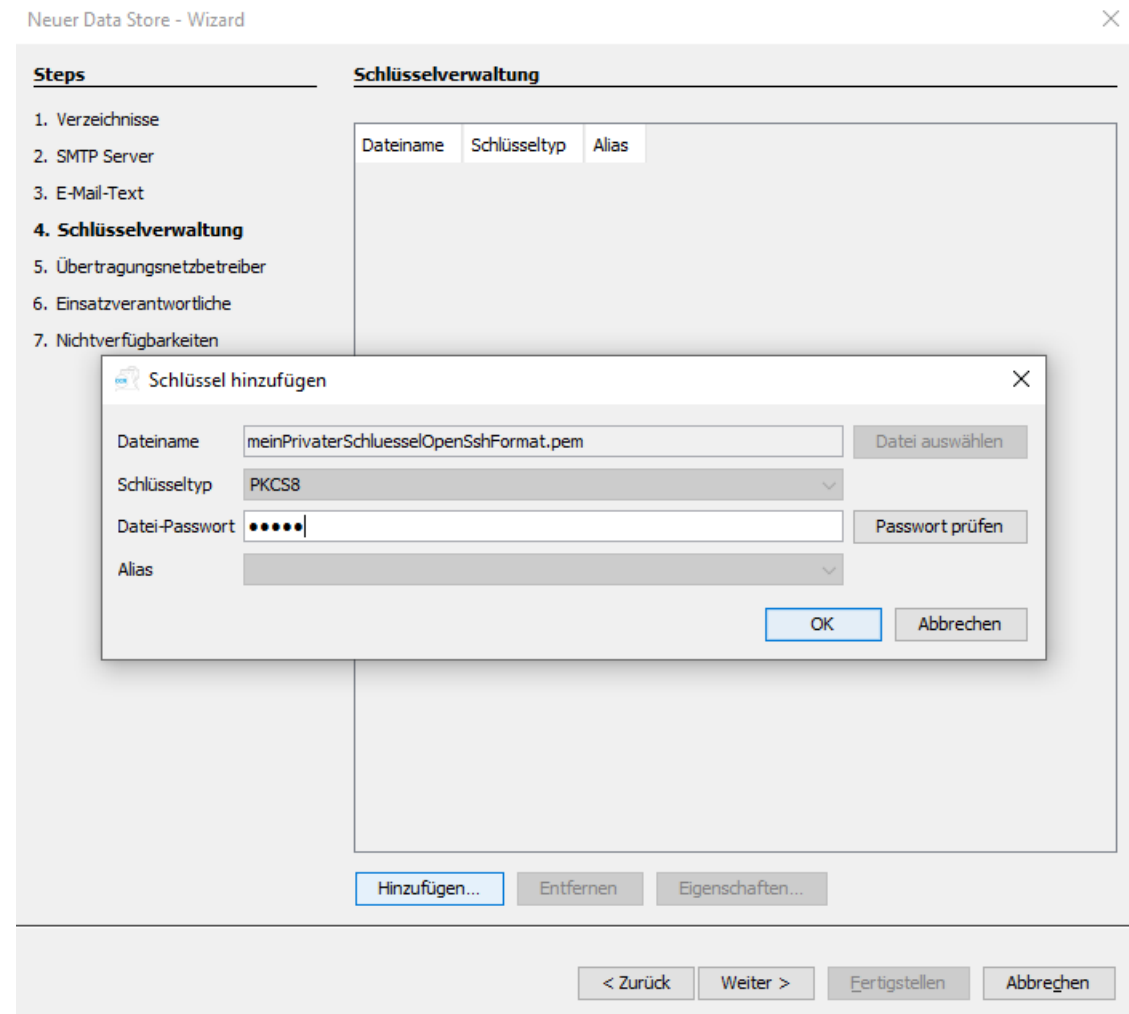 Neuer Data Store - Wizard
Steps
1. Verzeichnisse
2. SMTP Server
3. E-Mail-Text
4. Schlüsselverwaltung
5. Übertragungsnetzbetreiber
6. Einsatzverantwortliche
7. Nichtverfügbarkeiten
Schlüsselverwaltung
Dateiname Schlüsseltyp Alias
Schlüssel hinzufügen
Dateiname meinPrivaterSchluesselOpenSshFormat.pem Datei auswählen
Schlüsseltyp PKCS8
Datei-Passwort ●●●●● Passwort prüfen
Alias
OK Abbrechen
Hinzufügen... Entfernen Eigenschaften...
< Zurück Weiter > Fertigstellen Abbrechen